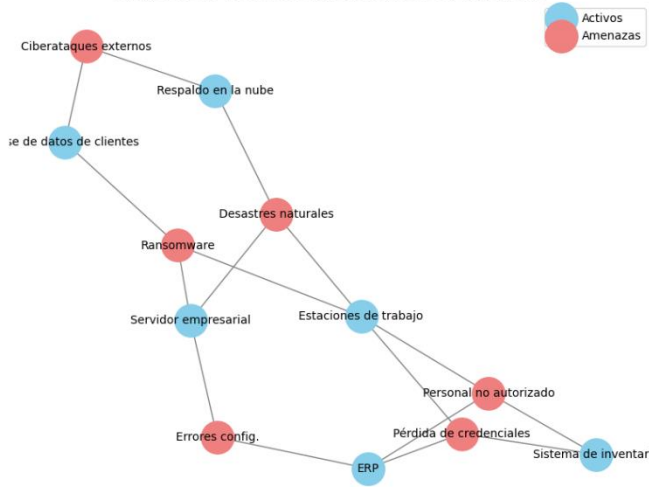 Activos
Amenazas
Ciberataques externos
Respaldo en la nube
se de datos de clientes
Desastres naturales
Ransomware
Servidor empresarial
Estaciones de trabajo
Personal no autorizado
Errores config.
Pérdida de credenciales
ERP
Sistema de inventar